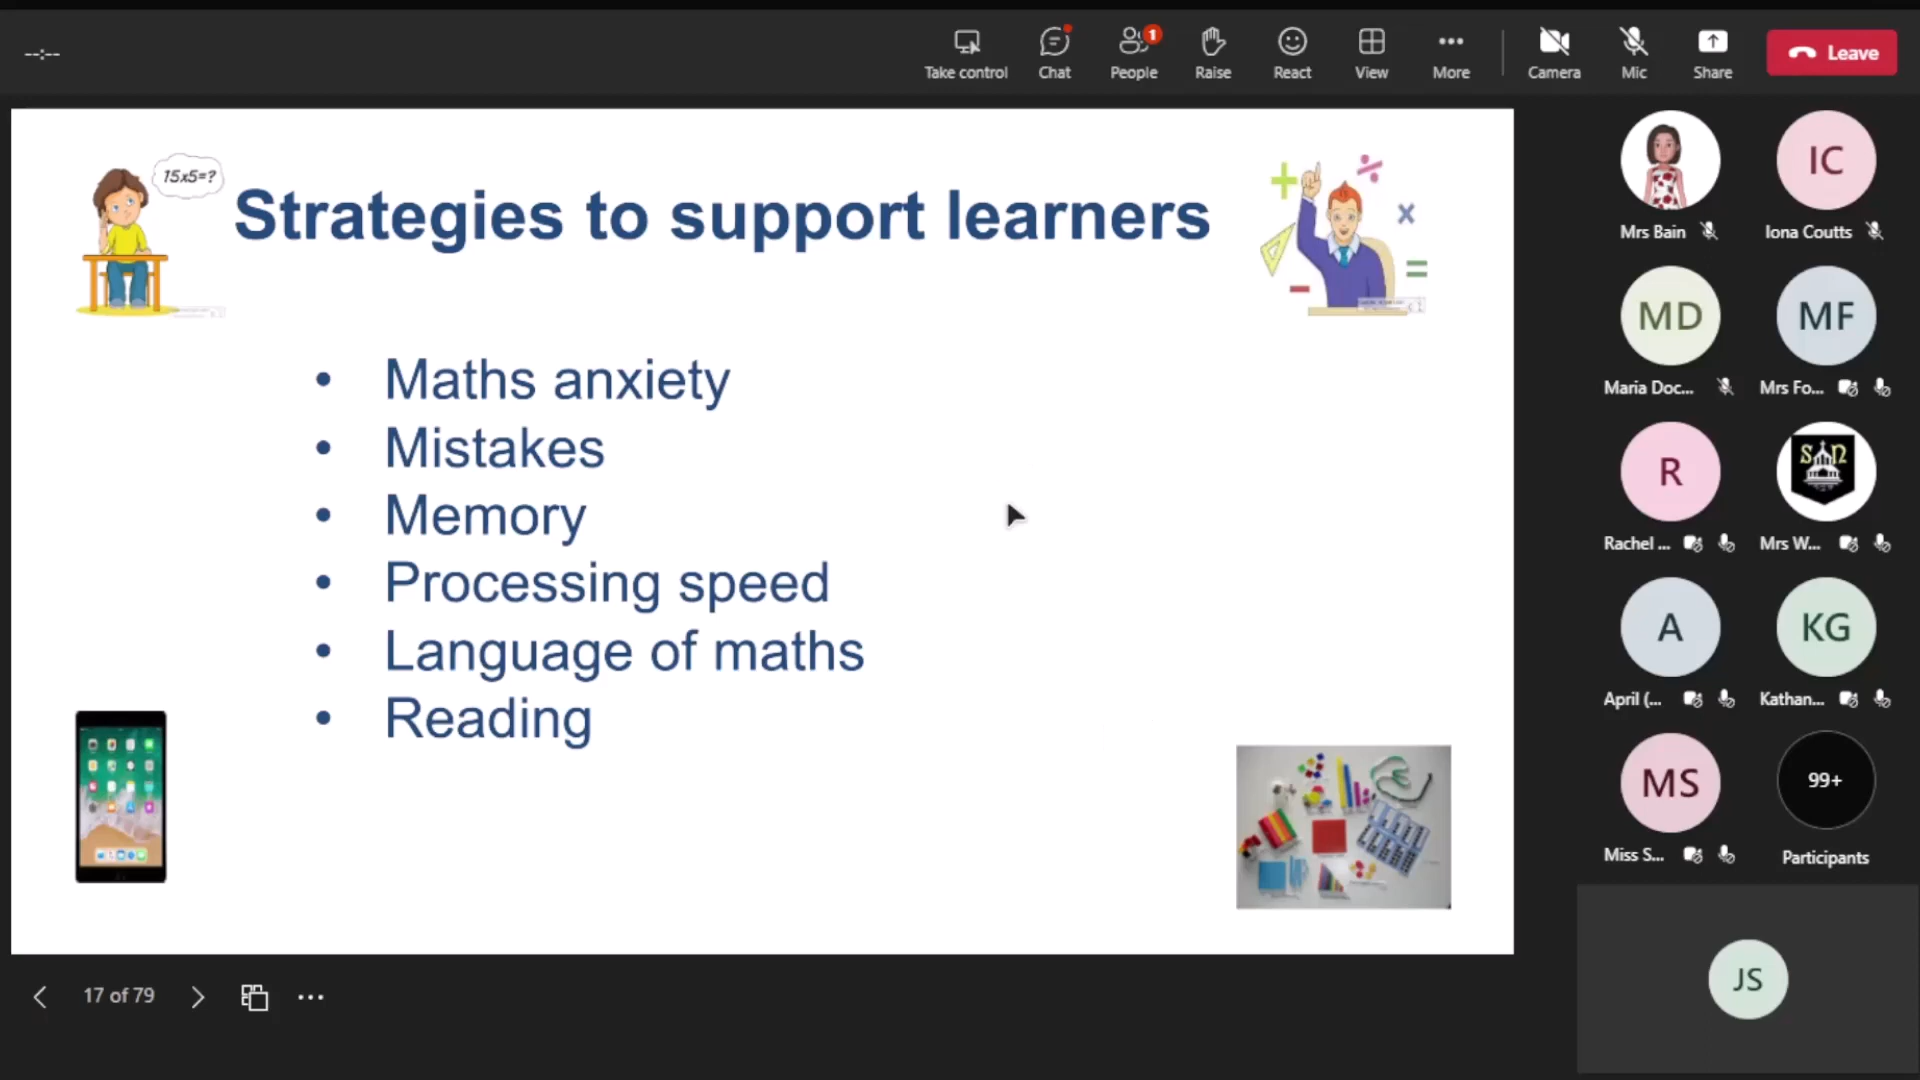 --:--
Take control
Chat
1
People
Raise
React
View
More
Camera
Mic
Share
Leave
15x5=?
Strategies to support learners
• Maths anxiety
• Mistakes
• Memory
• Processing speed
• Language of maths
• Reading
17 of 79
Mrs Bain
IC
Iona Coutts
MD
Maria Doc...
MF
Mrs Fo...
R
Rachel ...
SN
Mrs W...
A
April (...
KG
Kathan...
MS
Miss S...
99+
Participants
JS